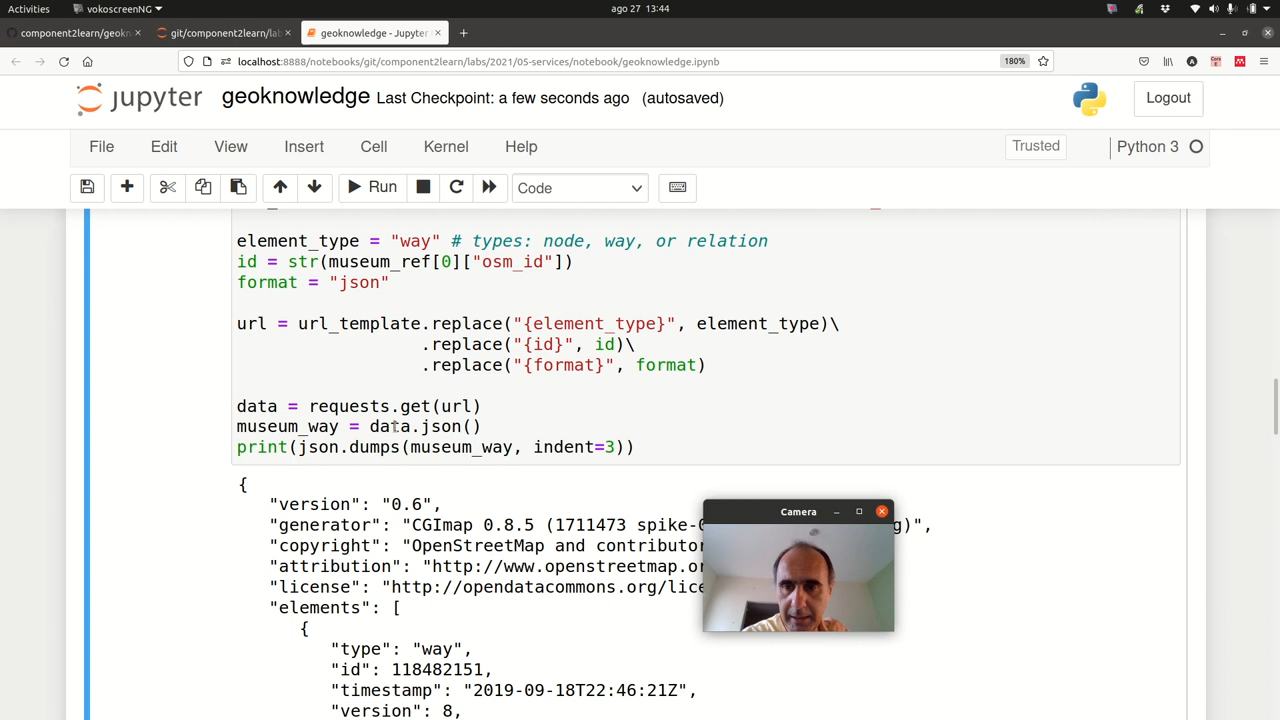 Activities vokoscreenNG ago 27 13:44
component2learn/geokn git/component2learn/lab geoknowledge - Jupyter
localhost:8888/notebooks/git/component2learn/labs/2021/05-services/notebook/geoknowledge.ipynb 180%
jupyter geoknowledge Last Checkpoint: a few seconds ago (autosaved) Logout
File Edit View Insert Cell Kernel Help Trusted Python 3
Run Code
element_type = "way" # types: node, way, or relation
id = str(museum_ref[0]["osm_id"])
format = "json"
url = url_template.replace("{element_type}", element_type)\
.replace("{id}", id)\
.replace("{format}", format)
data = requests.get(url)
museum_way = data.json()
print(json.dumps(museum_way, indent=3))
{
"version": "0.6",
"generator": "CGImap 0.8.5 (1711473 spike-0 g)",
"copyright": "OpenStreetMap and contributor
"attribution": "http://www.openstreetmap.or
"license": "http://opendatacommons.org/lice
"elements": [
{
"type": "way",
"id": 118482151,
"timestamp": "2019-09-18T22:46:21Z",
"version": 8,
Camera